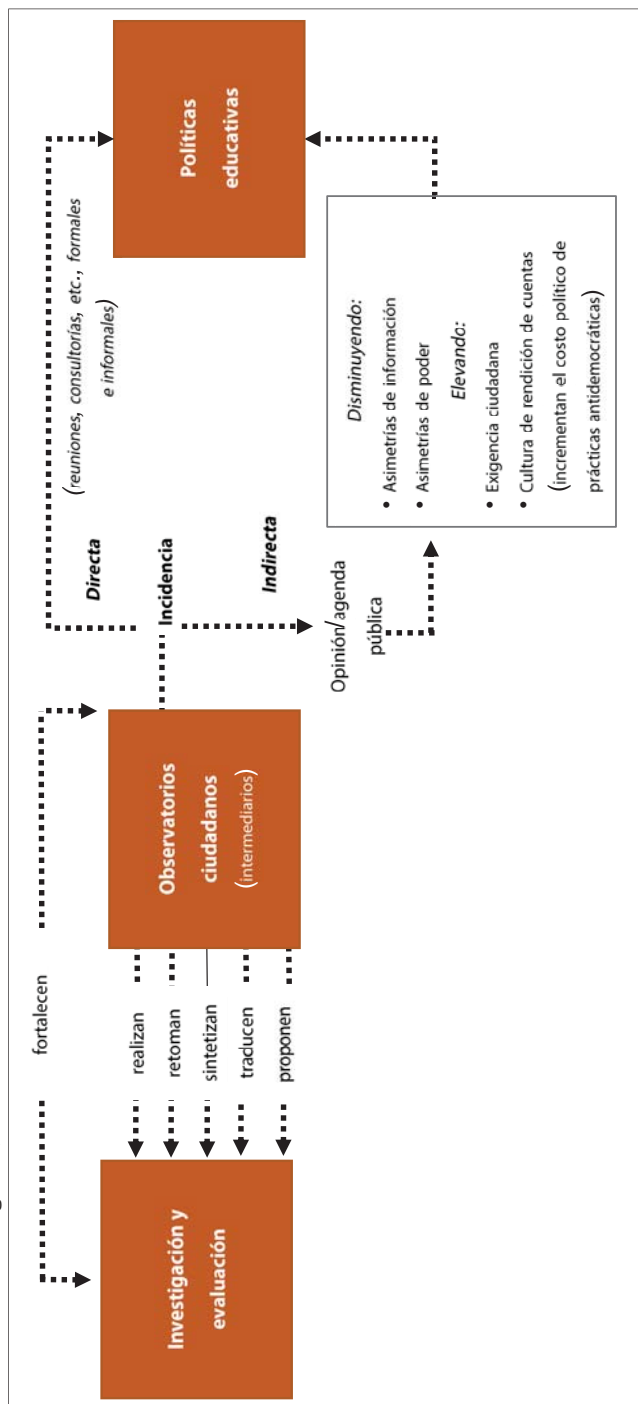 fortalecen
Investigación y
evaluación
realizan
retoman
sintetizan
traducen
proponen
Observatorios
ciudadanos
(intermediarios)
Directa
(reuniones, consultorías, etc., formales
e informales)
Incidencia
Indirecta
Opinión/agenda
pública
Disminuyendo:
• Asimetrías de información
• Asimetrías de poder
Elevando:
• Exigencia ciudadana
• Cultura de rendición de cuentas
(incrementan el costo político de
prácticas antidemocráticas)
Políticas
educativas